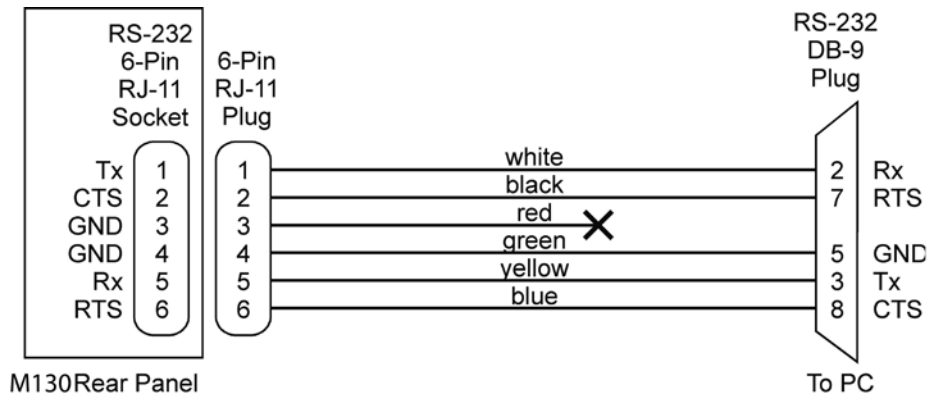 RS-232
6-Pin
RJ-11
Socket
6-Pin
RJ-11
Plug
RS-232
DB-9
Plug
Tx 1 1 white 2 Rx
CTS 2 2 black 7 RTS
GND 3 3 red
GND 4 4 green 5 GND
Rx 5 5 yellow 3 Tx
RTS 6 6 blue 8 CTS
M130Rear Panel
To PC